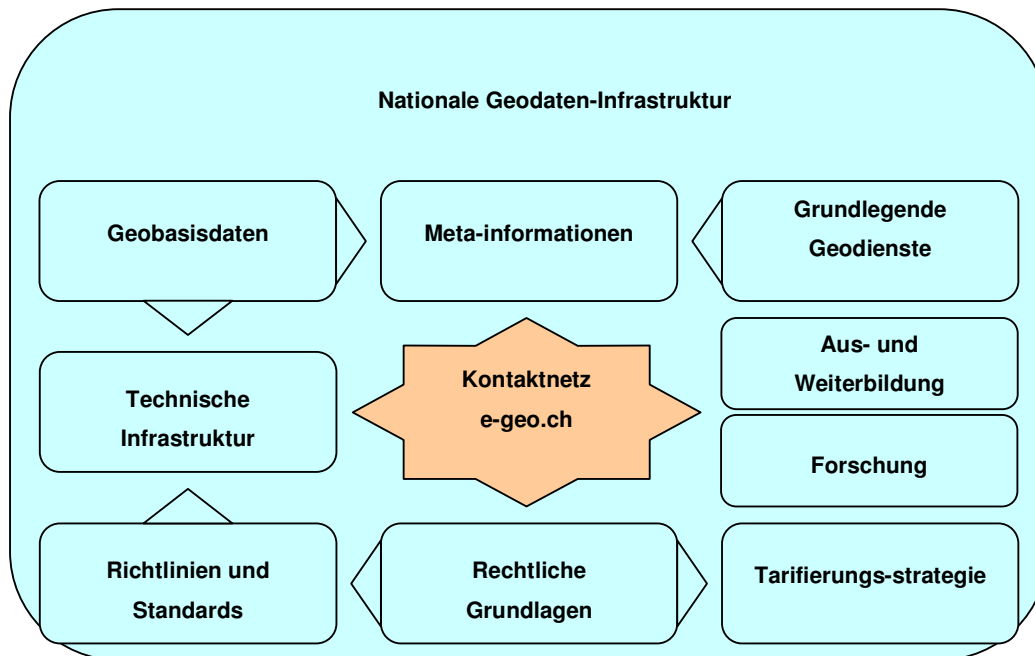 Nationale Geodaten-Infrastruktur
Geobasisdaten
Meta-informationen
Grundlegende
Geodienste
Technische
Infrastruktur
Kontaktnetz
e-geo.ch
Aus- und
Weiterbildung
Forschung
Richtlinien und
Standards
Rechtliche
Grundlagen
Tarifierungs-strategie